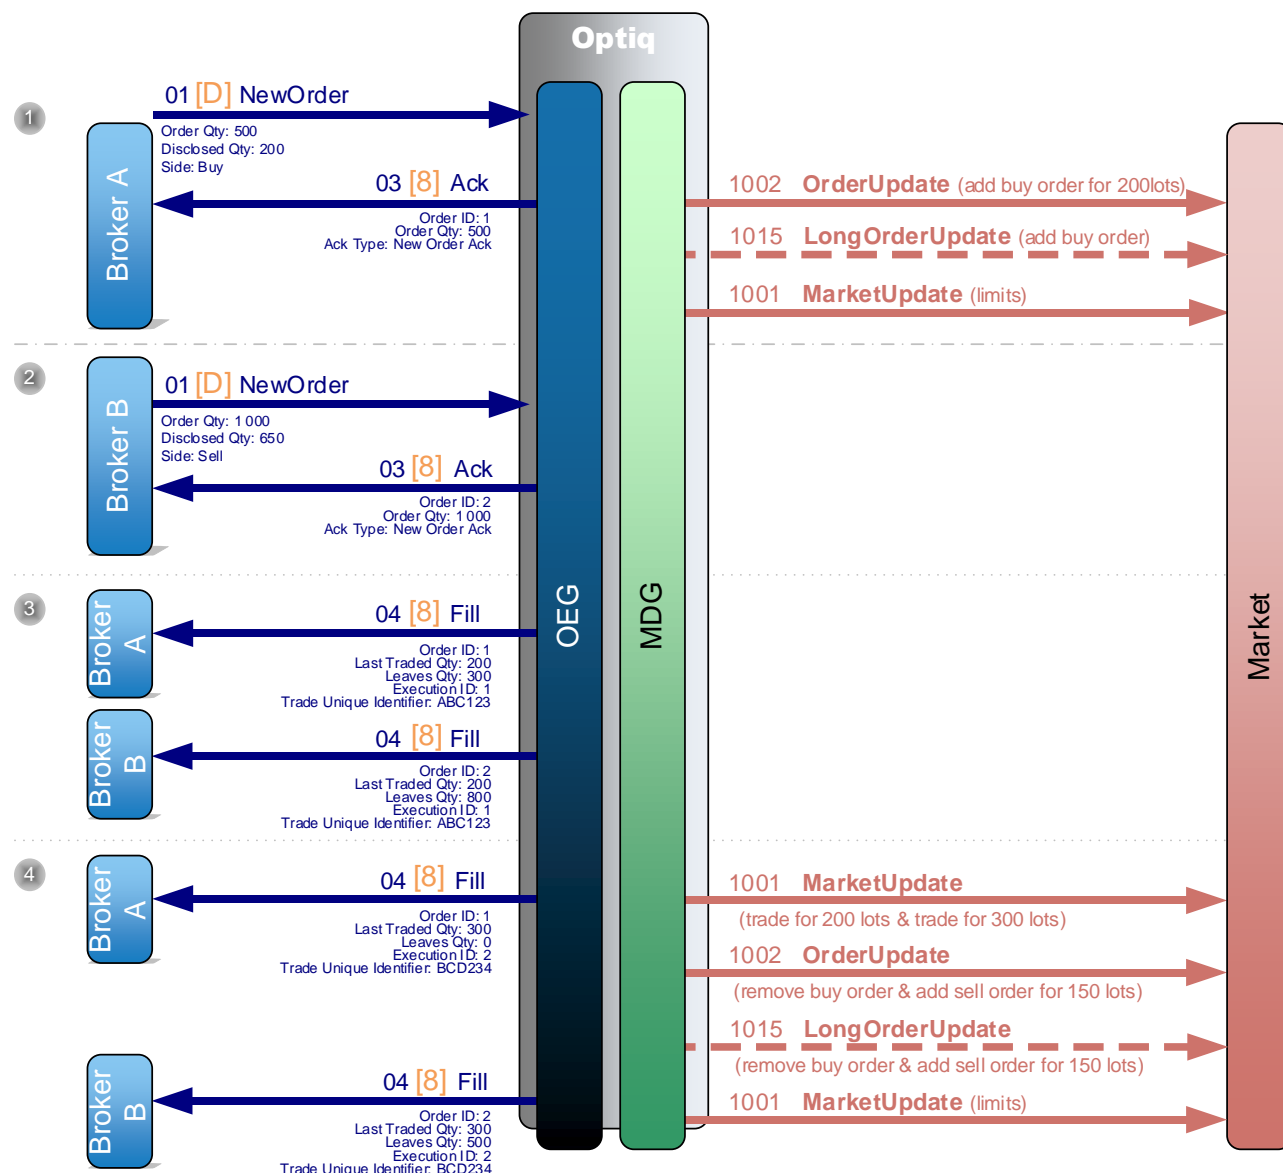 Optiq
1
01 [D] NewOrder
Order Qty: 500
Disclosed Qty: 200
Side: Buy
Broker A
03 [8] Ack
Order ID: 1
Order Qty: 500
Ack Type: New Order Ack
1002 OrderUpdate (add buy order for 200lots)
1015 LongOrderUpdate (add buy order)
1001 MarketUpdate (limits)
2
01 [D] NewOrder
Order Qty: 1 000
Disclosed Qty: 650
Side: Sell
Broker B
03 [8] Ack
Order ID: 2
Order Qty: 1 000
Ack Type: New Order Ack
OEG
MDG
Market
3
Broker
A
04 [8] Fill
Order ID: 1
Last Traded Qty: 200
Leaves Qty: 300
Execution ID: 1
Trade Unique Identifier: ABC123
Broker
B
04 [8] Fill
Order ID: 2
Last Traded Qty: 200
Leaves Qty: 800
Execution ID: 1
Trade Unique Identifier: ABC123
4
Broker
A
04 [8] Fill
Order ID: 1
Last Traded Qty: 300
Leaves Qty: 0
Execution ID: 2
Trade Unique Identifier: BCD234
1001 MarketUpdate
(trade for 200 lots & trade for 300 lots)
1002 OrderUpdate
(remove buy order & add sell order for 150 lots)
1015 LongOrderUpdate
(remove buy order & add sell order for 150 lots)
1001 MarketUpdate (limits)
Broker
B
04 [8] Fill
Order ID: 2
Last Traded Qty: 300
Leaves Qty: 500
Execution ID: 2
Trade Unique Identifier: BCD234